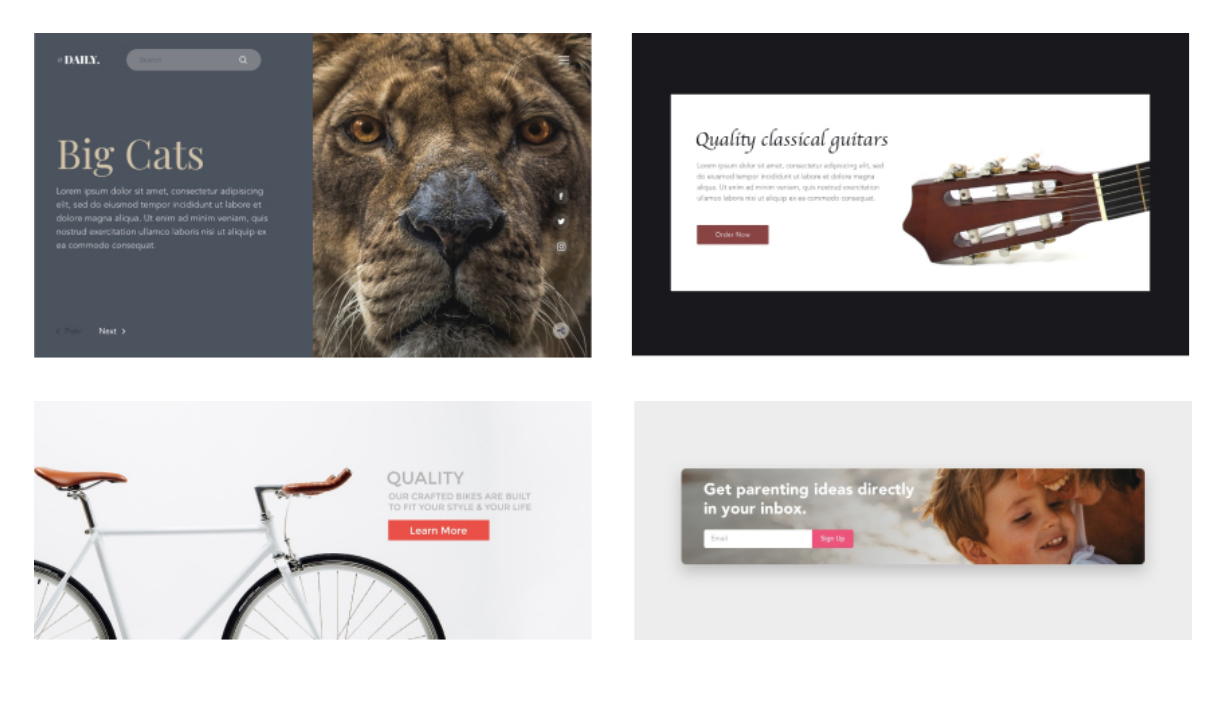 DAILY.
Search
Big Cats
Lorem ipsum dolor sit amet, consectetur adipisicing
elit, sed do eiusmod tempor incididunt ut labore et
dolore magna aliqua. Ut enim ad minim veniam, quis
nostrud exercitation ullamco laboris nisi ut aliquip ex
ea commodo consequat.
Prev
Next
Quality classical guitars
Lorem ipsum dolor sit amet, consectetur adipisicing elit, sed
do eiusmod tempor incididunt ut labore et dolore magna
aliqua. Ut enim ad minim veniam, quis nostrud exercitation
ullamco laboris nisi ut aliquip ex ea commodo consequat.
Order Now
QUALITY
OUR CRAFTED BIKES ARE BUILT
TO FIT YOUR STYLE & YOUR LIFE
Learn More
Get parenting ideas directly
in your inbox.
Email
Sign Up